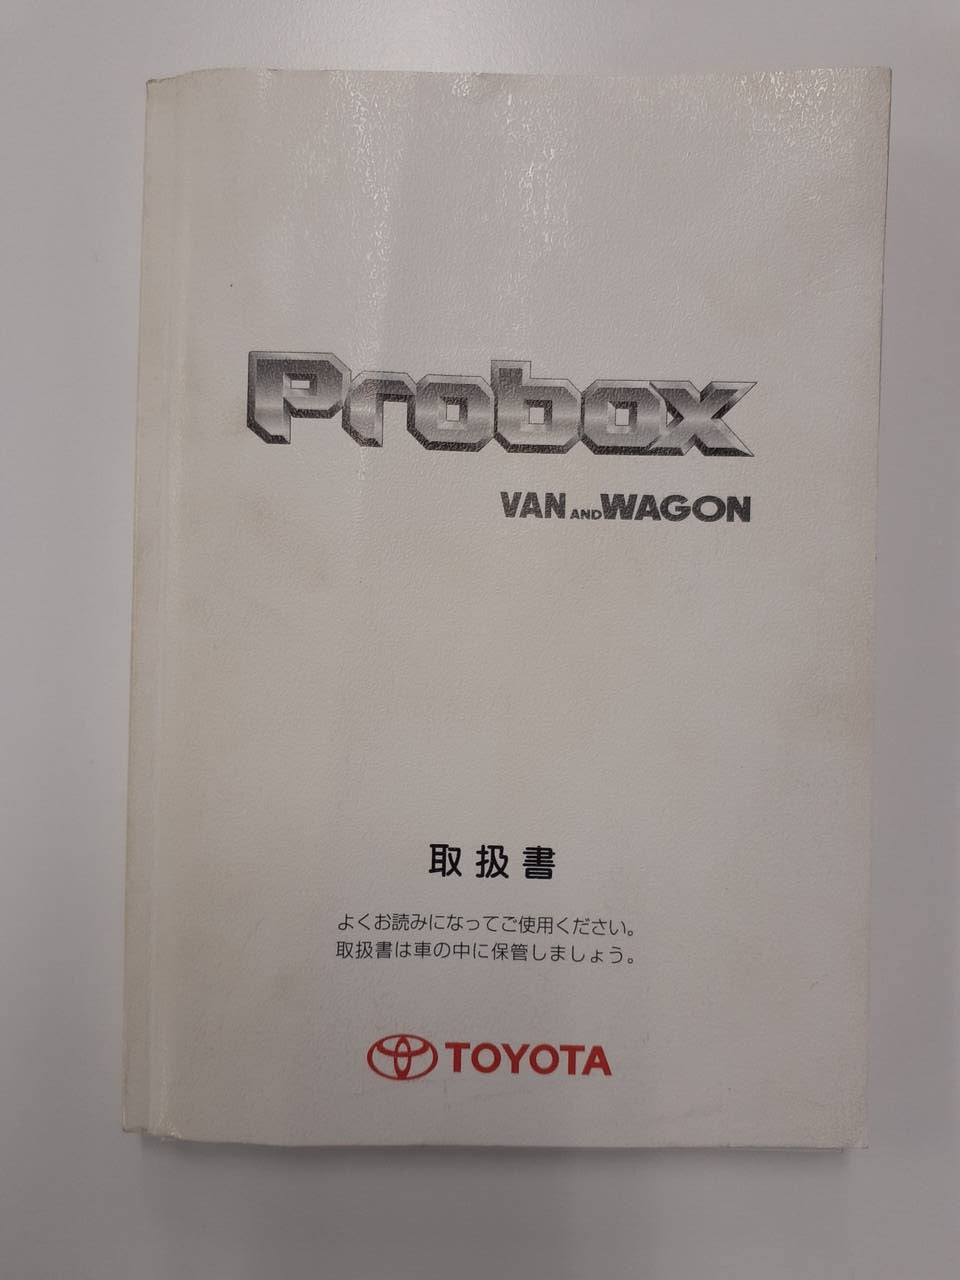 Probox
VAN AND WAGON
取扱書
よくお読みになってご使用ください。
取扱書は車の中に保管しましょう。
TOYOTA